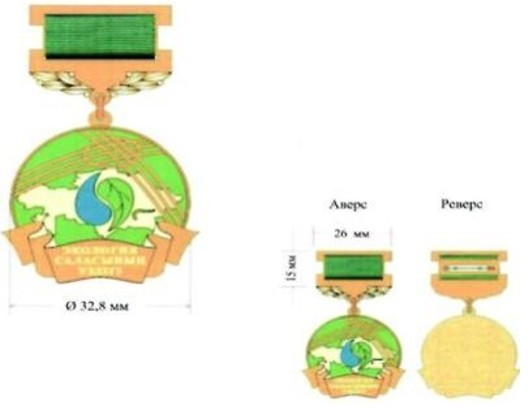 ЭКОЛОГИЯ
САЛАСЫНЫҢ
ҮЗДІГІ
Ø 32,8 мм
Аверс
Реверс
26 мм
15 мм